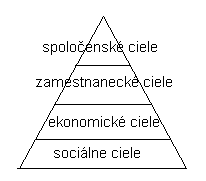 spoločenské ciele
zamestnanecké ciele
ekonomické ciele
sociálne ciele